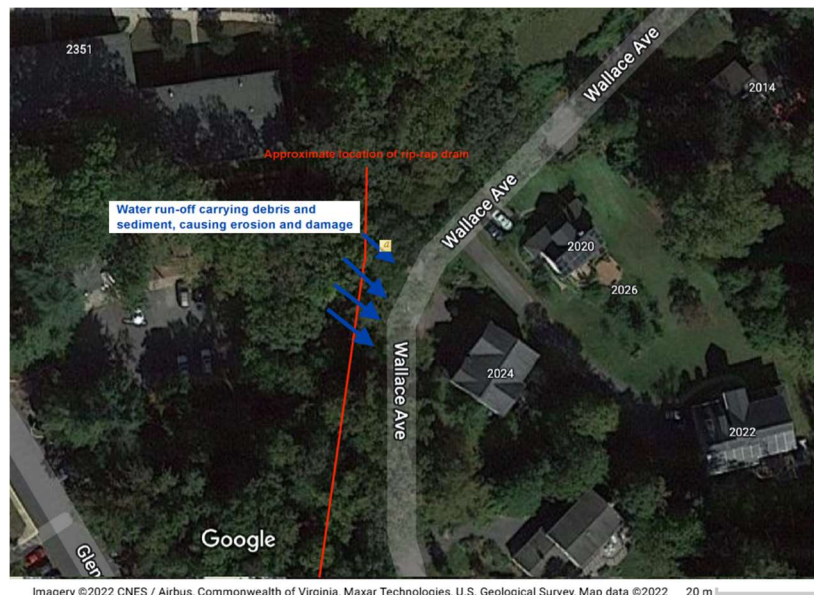 2351
Wallace Ave
2014
Approximate location of rip-rap drain
Water run-off carrying debris and
sediment, causing erosion and damage
Wallace Ave
2020
2026
Wallace Ave
2024
2022
Google
Glen
Imagery ©2022 CNES / Airbus, Commonwealth of Virginia, Maxar Technologies, U.S. Geological Survey, Map data ©2022 20 m